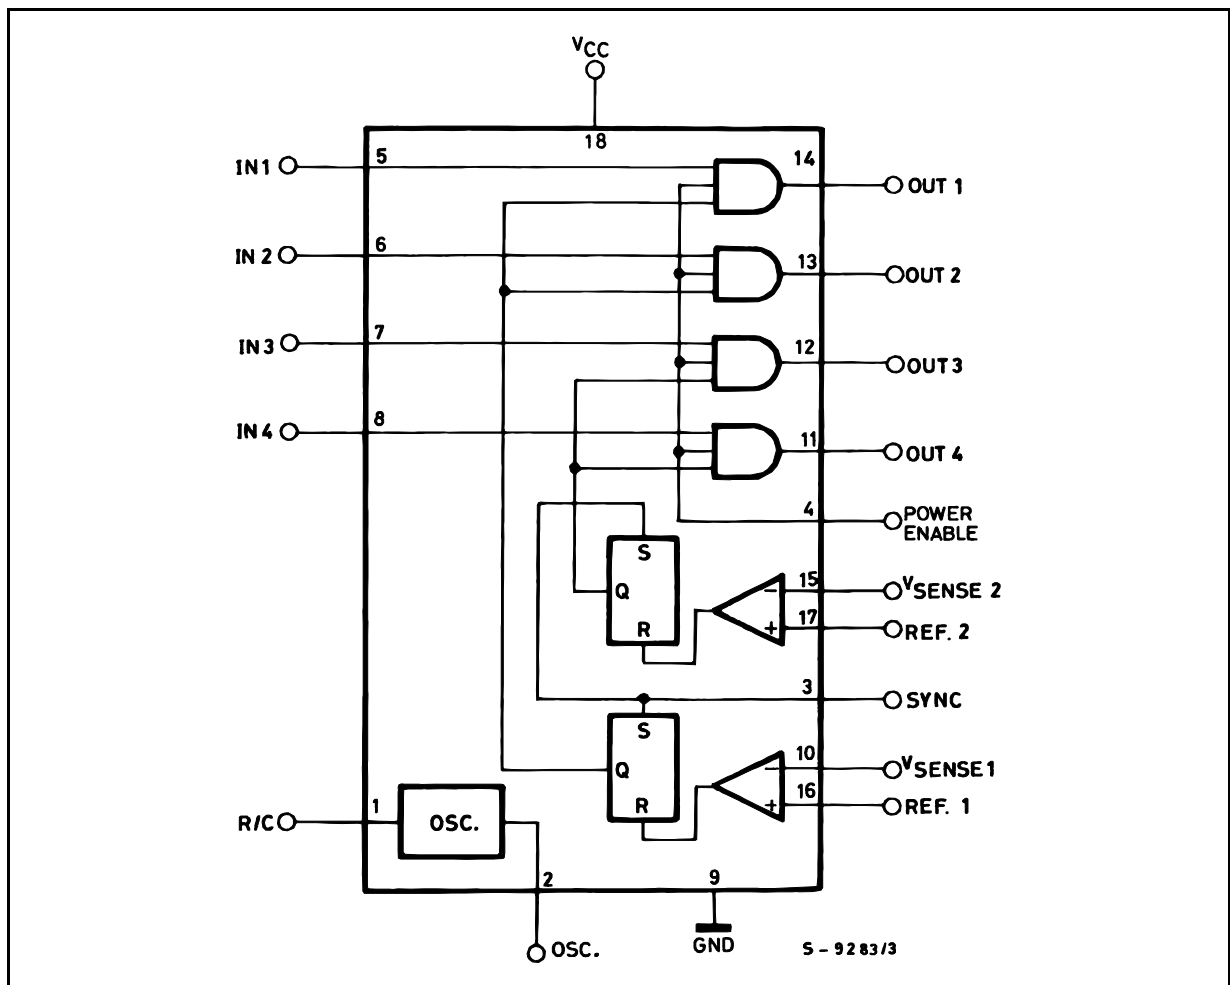 VCC
18
IN1
5
14
OUT 1
IN 2
6
13
OUT 2
IN 3
7
12
OUT 3
IN 4
8
11
OUT 4
4
POWER
ENABLE
S
Q
R
−
+
15
VSENSE 2
17
REF. 2
3
SYNC
S
Q
R
−
+
10
VSENSE1
16
REF. 1
R/C
1
OSC.
2
9
OSC.
GND
S - 9283/3